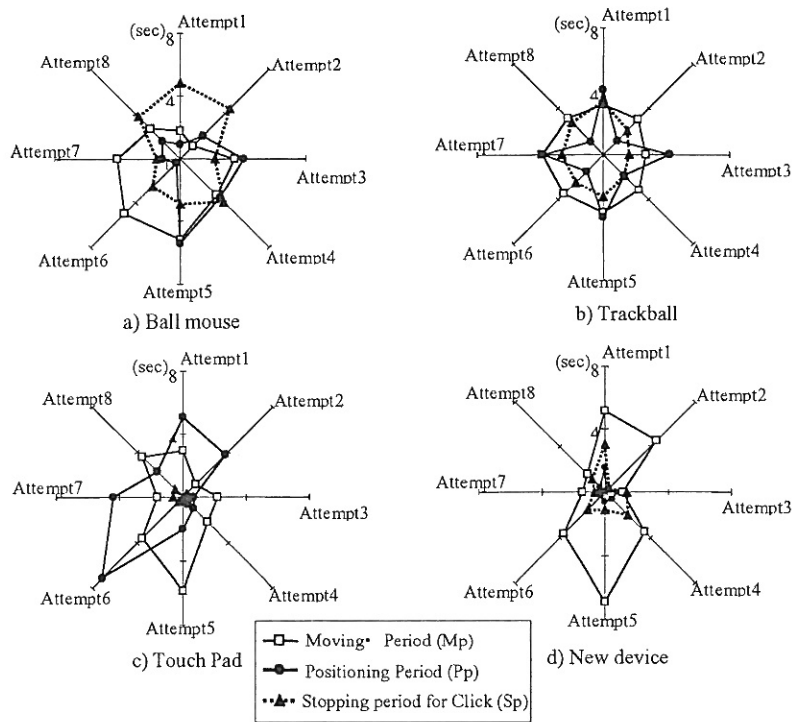 Attempt1
(sec) 8
Attempt8
Attempt2
4
Attempt7
Attempt3
Attempt6
Attempt4
Attempt5
a) Ball mouse
Attempt1
(sec) 8
Attempt8
Attempt2
4
Attempt7
Attempt3
Attempt6
Attempt4
Attempt5
b) Trackball
Attempt1
(sec) 8
Attempt8
Attempt2
4
Attempt7
Attempt3
Attempt6
Attempt4
Attempt5
c) Touch Pad
Attempt1
(sec) 8
Attempt8
Attempt2
4
Attempt7
Attempt3
Attempt6
Attempt4
Attempt5
d) New device
Moving· Period (Mp)
Positioning Period (Pp)
Stopping period for Click (Sp)